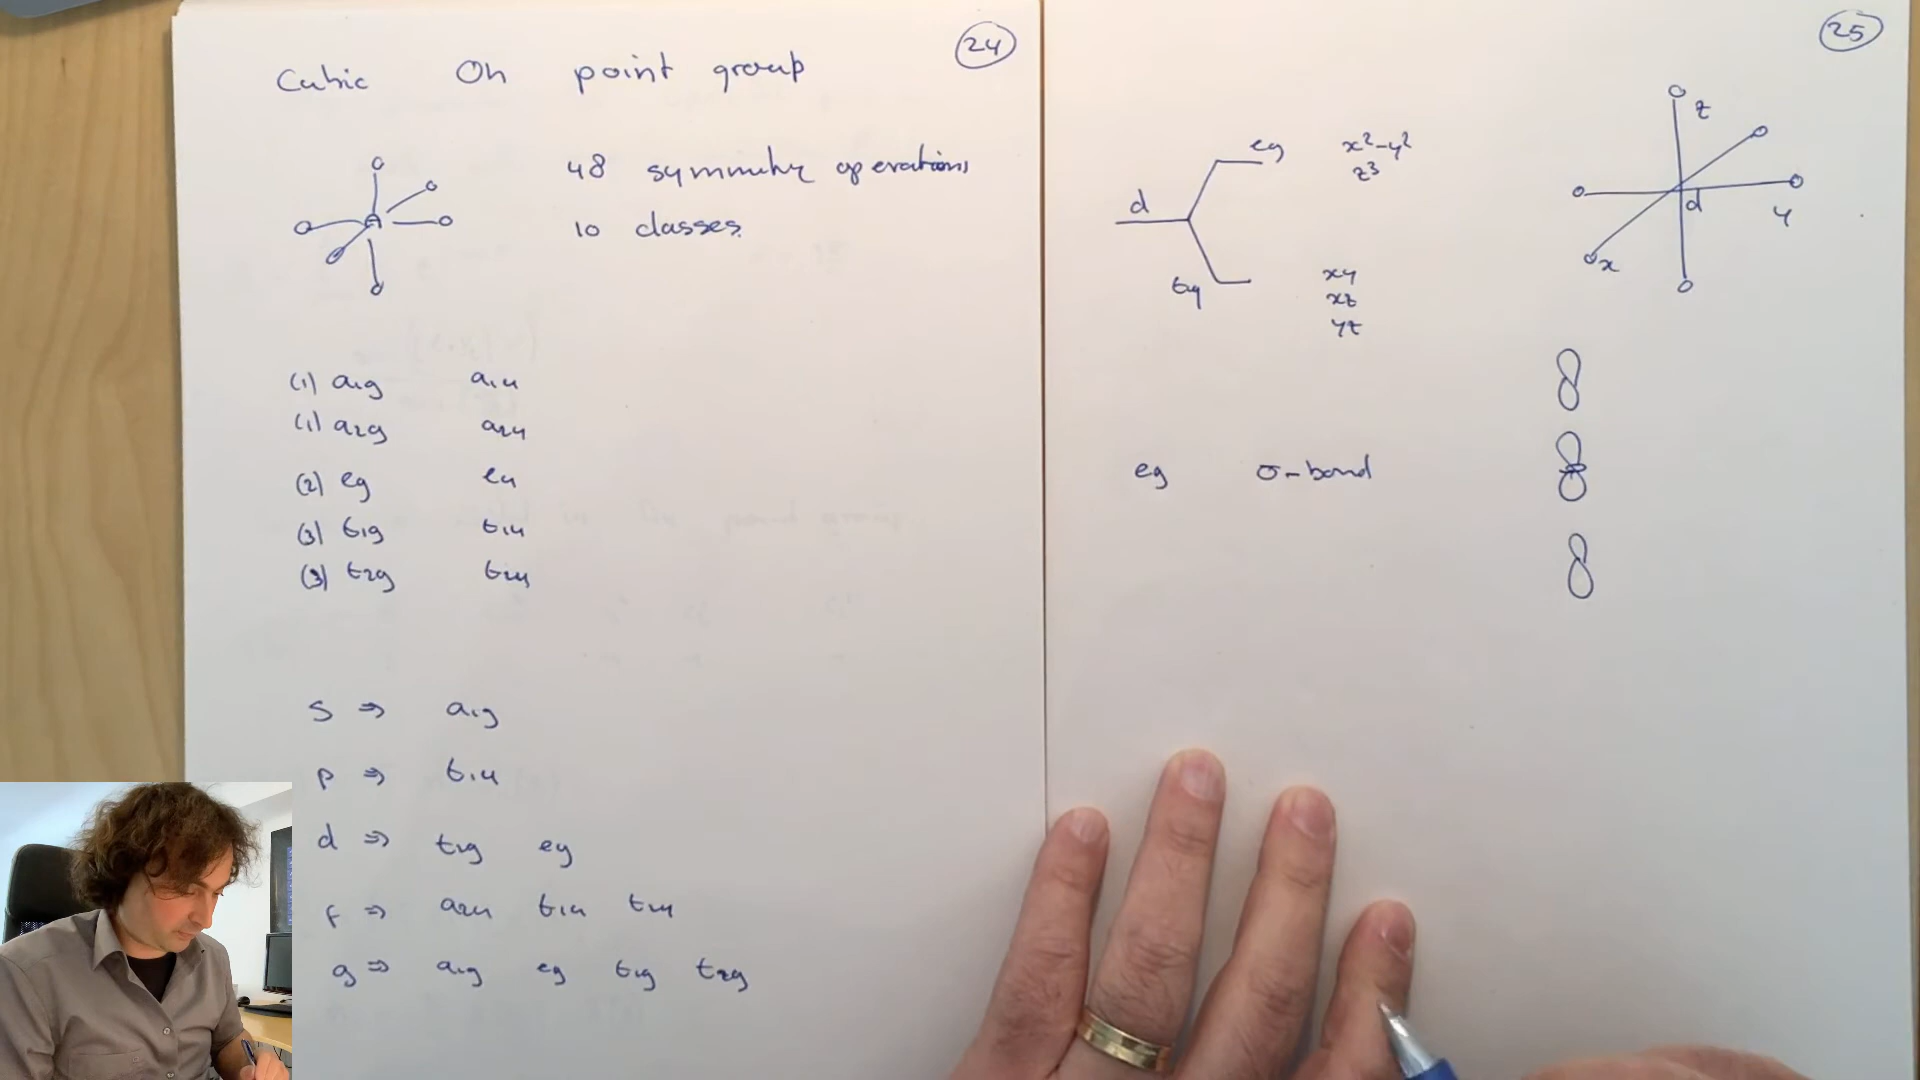 24
Cubic Oh point group
48 symmetry operations
10 classes.
(1) a1g a1u
(1) a2g a2u
(2) eg eu
(3) t1g t1u
(3) t2g t2u
s ⇒ a1g
p ⇒ t1u
d ⇒ t2g eg
f ⇒ a2u t1u t2u
g ⇒ a1g eg t1g t2g
25
eg x²-y²
z³
d
t2g xy
xz
yz
z
d
y
x
eg σ-bond